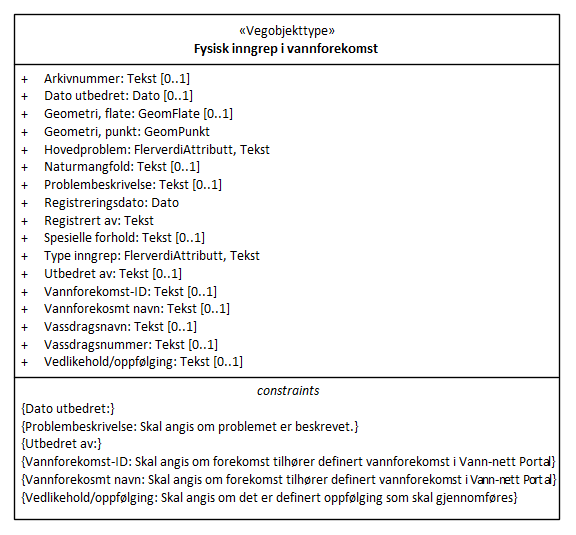 «Vegobjekttype»
Fysisk inngrep i vannforekomst
+ Arkivnummer: Tekst [0..1]
+ Dato utbedret: Dato [0..1]
+ Geometri, flate: GeomFlate [0..1]
+ Geometri, punkt: GeomPunkt
+ Hovedproblem: FlerverdiAttributt, Tekst
+ Naturmangfold: Tekst [0..1]
+ Problembeskrivelse: Tekst [0..1]
+ Registreringsdato: Dato
+ Registrert av: Tekst
+ Spesielle forhold: Tekst [0..1]
+ Type inngrep: FlerverdiAttributt, Tekst
+ Utbedret av: Tekst [0..1]
+ Vannforekomst-ID: Tekst [0..1]
+ Vannforekosmt navn: Tekst [0..1]
+ Vassdragsnavn: Tekst [0..1]
+ Vassdragsnummer: Tekst [0..1]
+ Vedlikehold/oppfølging: Tekst [0..1]
constraints
{Dato utbedret:}
{Problembeskrivelse: Skal angis om problemet er beskrevet.}
{Utbedret av:}
{Vannforekomst-ID: Skal angis om forekomst tilhører definert vannforekomst i Vann-nett Portal}
{Vannforekosmt navn: Skal angis om forekomst tilhører definert vannforekomst i Vann-nett Portal}
{Vedlikehold/oppfølging: Skal angis om det er definert oppfølging som skal gjennomføres}